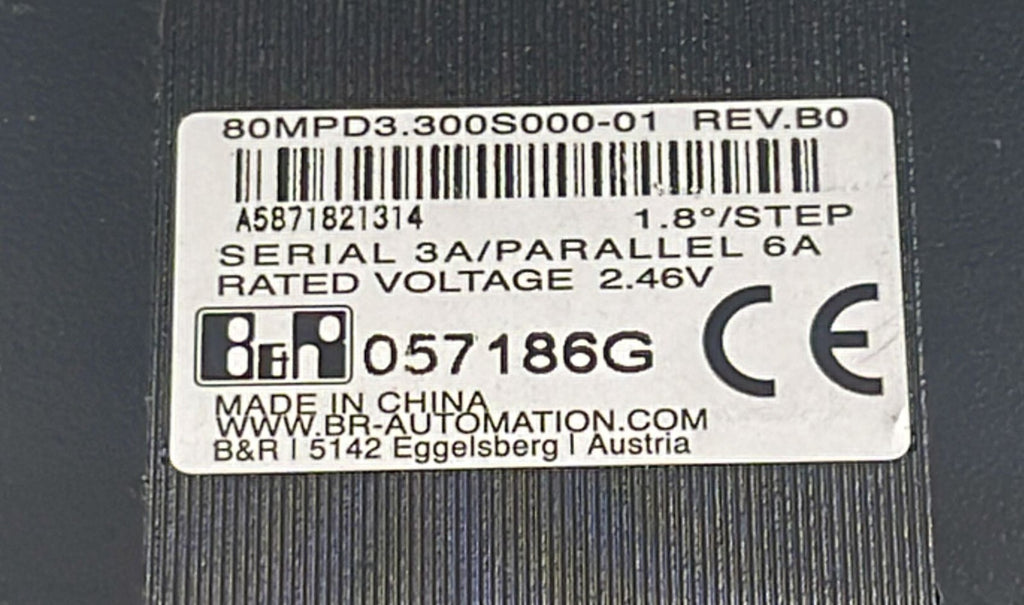 80MPD3.300S000-01 REV.B0
A5871821314 1.8°/STEP
SERIAL 3A/PARALLEL 6A
RATED VOLTAGE 2.46V
B&R 057186G CE
MADE IN CHINA
WWW.BR-AUTOMATION.COM
B&R | 5142 Eggelsberg | Austria